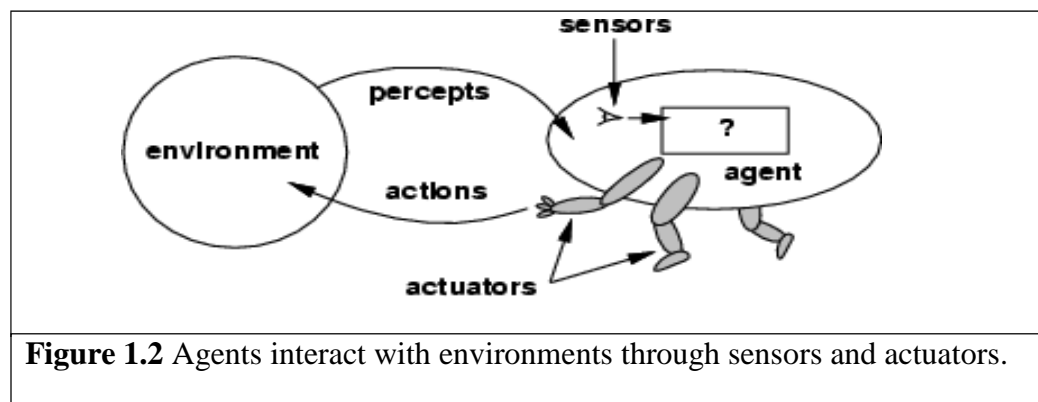 sensors
percepts
?
environment
agent
actions
actuators
Figure 1.2 Agents interact with environments through sensors and actuators.